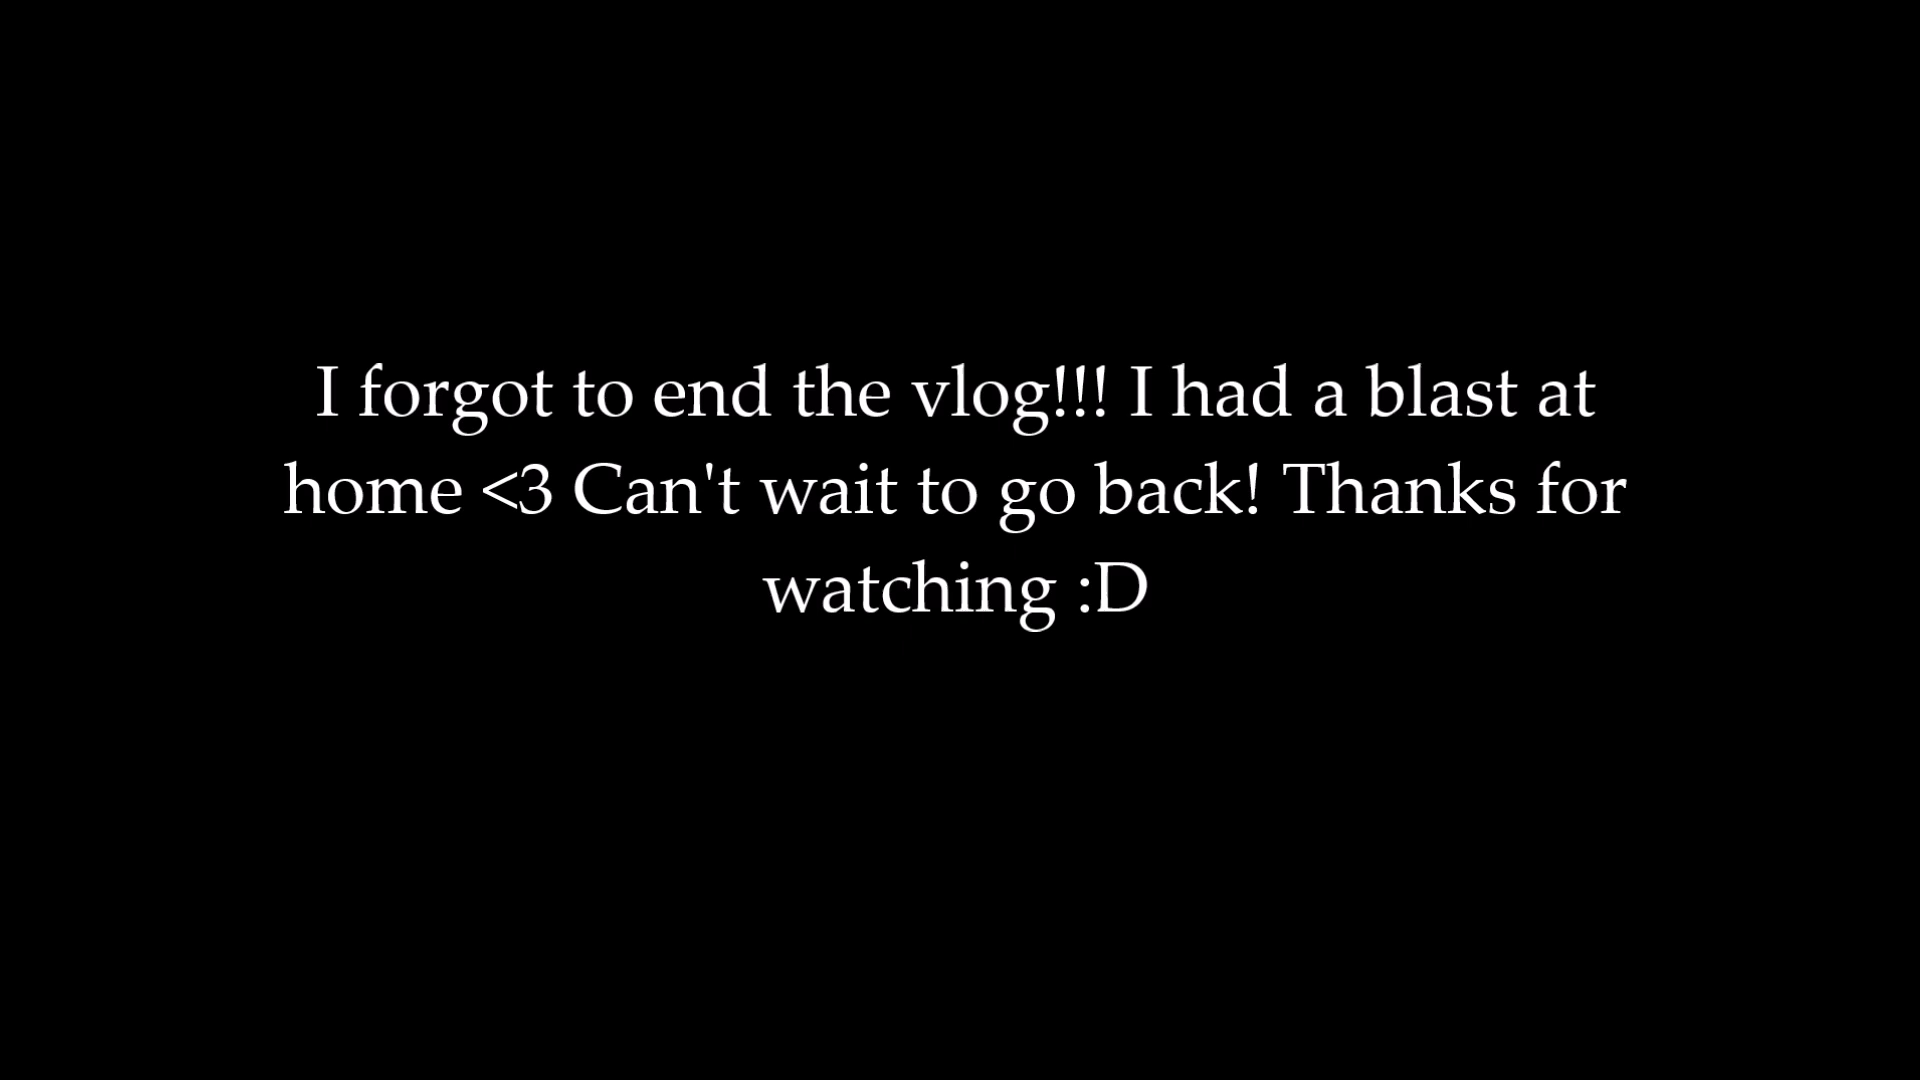 I forgot to end the vlog!!! I had a blast at
home <3 Can't wait to go back! Thanks for
watching :D